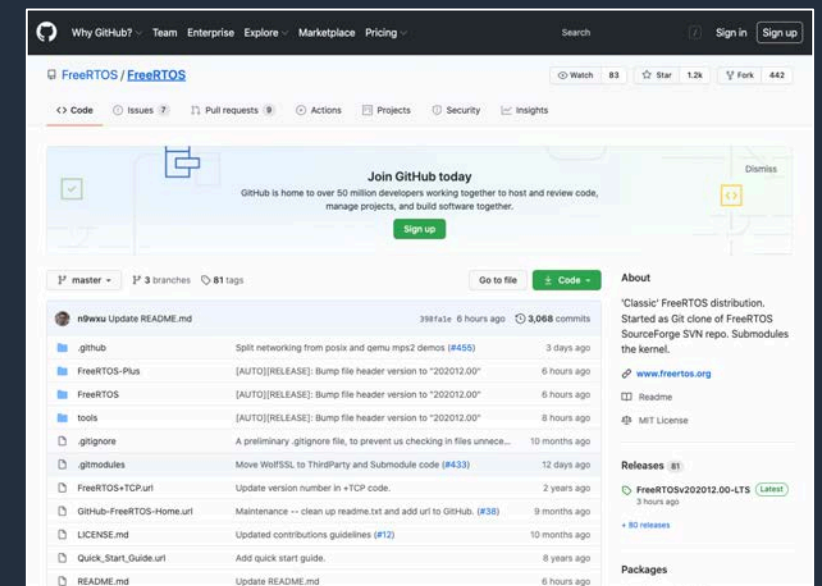 Why GitHub? Team Enterprise Explore Marketplace Pricing Search / Sign in Sign up
FreeRTOS / FreeRTOS Watch 83 Star 1.2k Fork 442
<> Code Issues 7 Pull requests 9 Actions Projects Security Insights
Join GitHub today
Dismiss
GitHub is home to over 50 million developers working together to host and review code,
manage projects, and build software together.
Sign up
master 3 branches 81 tags Go to file Code
n9wxu Update README.md 398fa1e 6 hours ago 3,068 commits
.github Split networking from posix and qemu mps2 demos (#455) 3 days ago
FreeRTOS-Plus [AUTO][RELEASE]: Bump file header version to "202012.00" 6 hours ago
FreeRTOS [AUTO][RELEASE]: Bump file header version to "202012.00" 6 hours ago
tools [AUTO][RELEASE]: Bump file header version to "202012.00" 8 hours ago
.gitignore A preliminary .gitignore file, to prevent us checking in files unnece... 10 months ago
.gitmodules Move WolfSSL to ThirdParty and Submodule code (#433) 12 days ago
FreeRTOS+TCP.url Update version number in +TCP code. 2 years ago
GitHub-FreeRTOS-Home.url Maintenance -- clean up readme.txt and add url to GitHub. (#38) 9 months ago
LICENSE.md Updated contributions guidelines (#12) 10 months ago
Quick_Start_Guide.url Add quick start guide. 8 years ago
README.md Update README.md 6 hours ago
About
'Classic' FreeRTOS distribution.
Started as Git clone of FreeRTOS
SourceForge SVN repo. Submodules
the kernel.
www.freertos.org
Readme
MIT License
Releases 81
FreeRTOSv202012.00-LTS Latest
3 hours ago
+ 80 releases
Packages